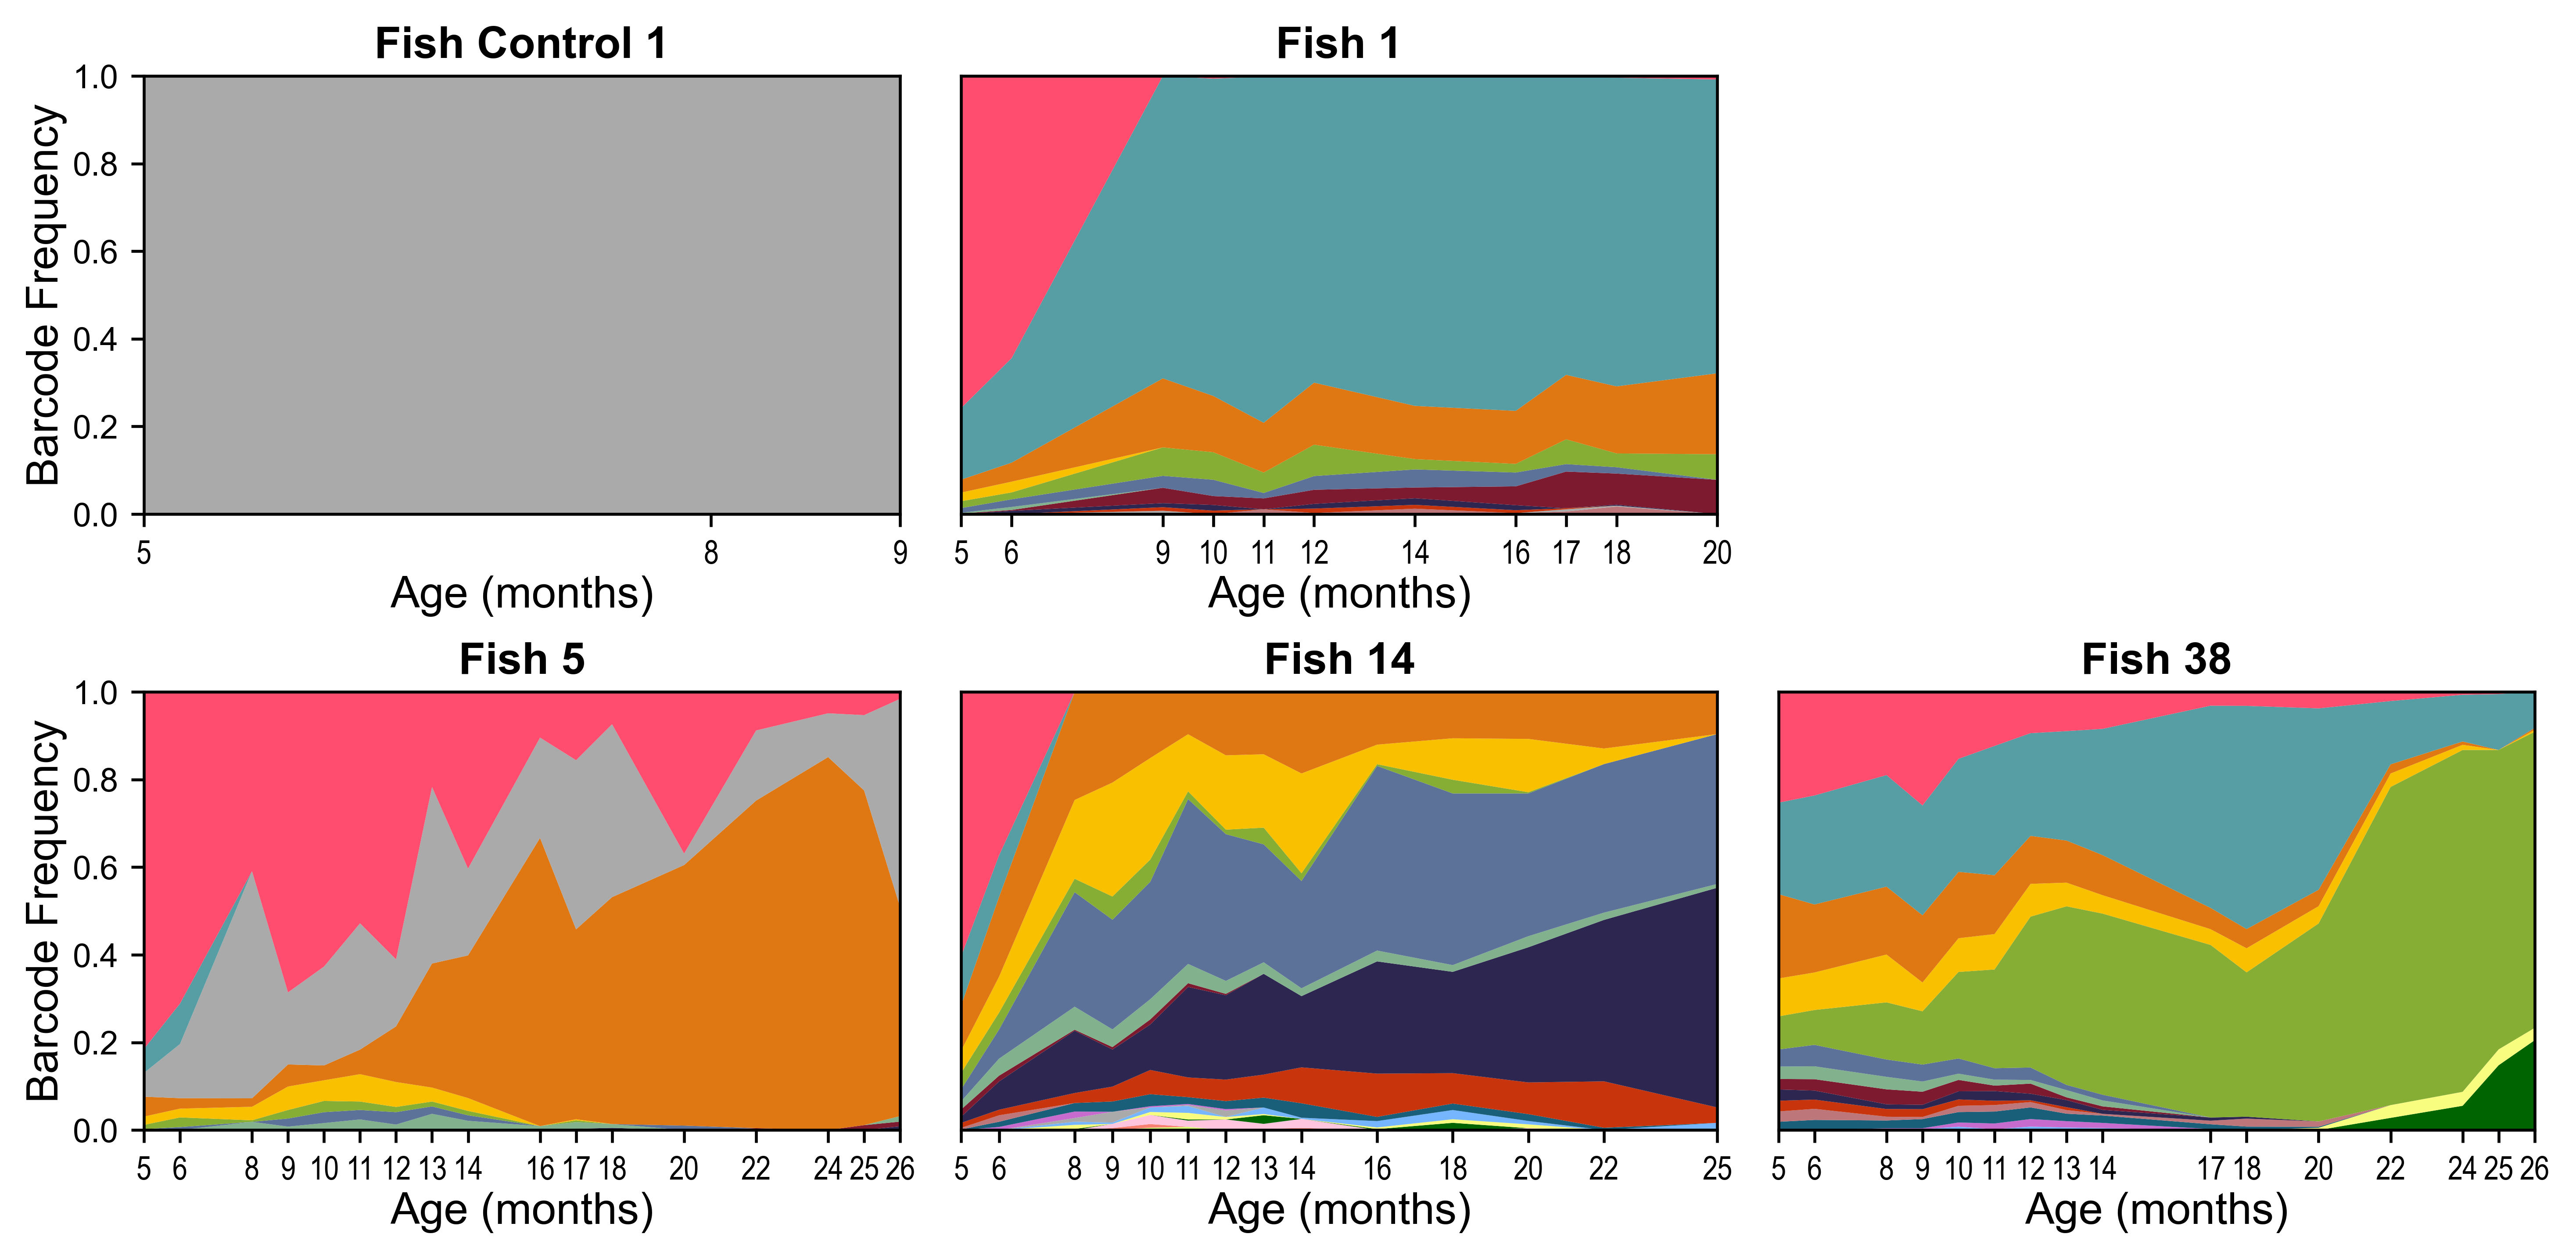 Fish Control 1
Fish 1
Barcode Frequency
1.0
0.8
0.6
0.4
0.2
0.0
5 8 9
5 6 9 10 11 12 14 16 17 18 20
Age (months)
Age (months)
Fish 5
Fish 14
Fish 38
Barcode Frequency
1.0
0.8
0.6
0.4
0.2
0.0
5 6 8 9 10 11 12 13 14 16 17 18 20 22 24 25 26
5 6 8 9 10 11 12 13 14 16 18 20 22 25
5 6 8 9 10 11 12 13 14 17 18 20 22 24 25 26
Age (months)
Age (months)
Age (months)